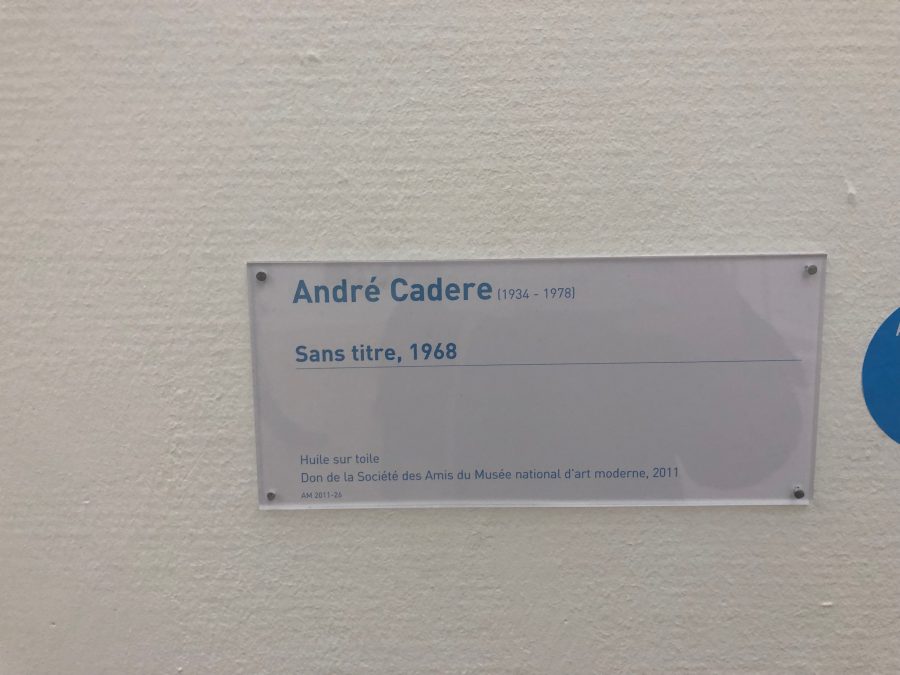 André Cadere (1934 - 1978)
Sans titre, 1968
Huile sur toile
Don de la Société des Amis du Musée national d'art moderne, 2011
AM 2011-26